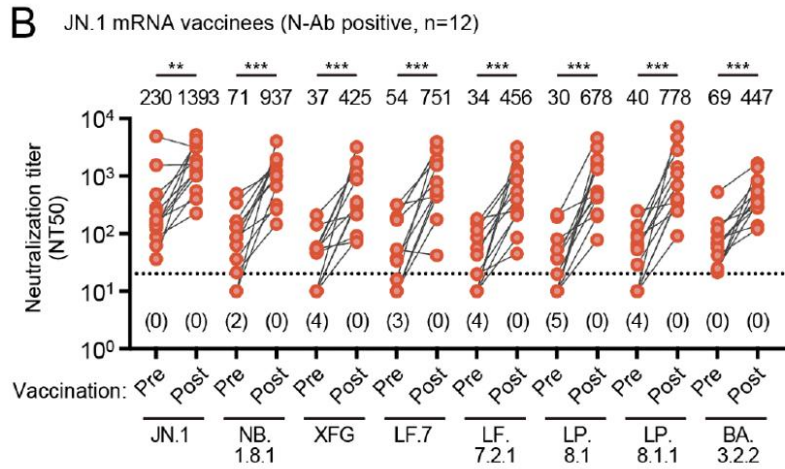 B JN.1 mRNA vaccinees (N-Ab positive, n=12)
** *** *** *** *** *** *** ***
230 1393 71 937 37 425 54 751 34 456 30 678 40 778 69 447
Neutralization titer
(NT50)
10⁴
10³
10²
10¹
(0) (0) (2) (0) (4) (0) (3) (0) (4) (0) (5) (0) (4) (0) (0) (0)
10⁰
Vaccination: Pre Post Pre Post Pre Post Pre Post Pre Post Pre Post Pre Post Pre Post
JN.1 NB. XFG LF.7 LF. LP. LP. BA.
1.8.1 7.2.1 8.1 8.1.1 3.2.2